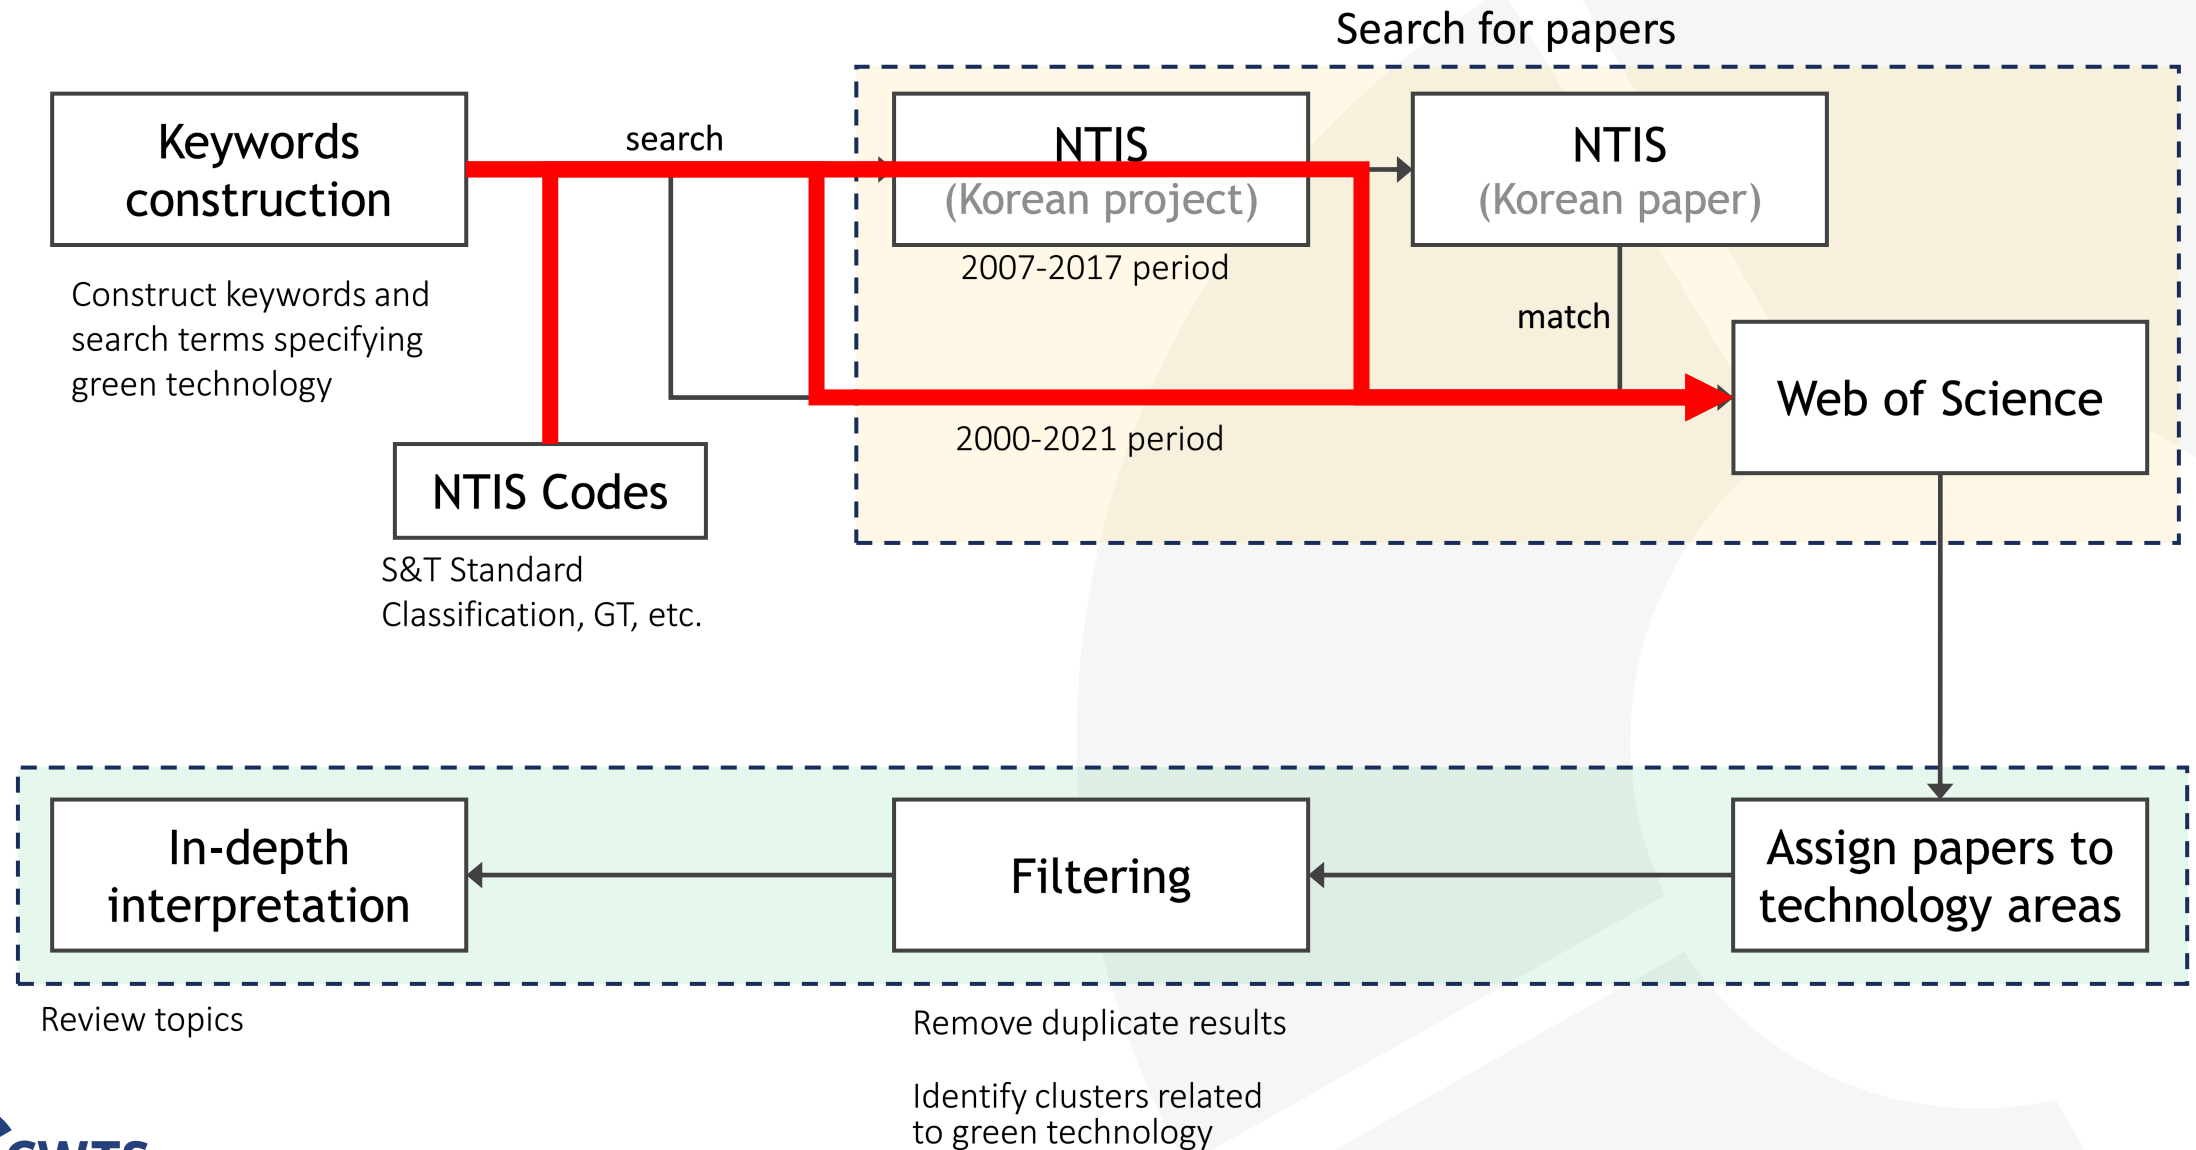 Search for papers
Keywords
construction
search
NTIS
(Korean project)
NTIS
(Korean paper)
2007-2017 period
Construct keywords and
search terms specifying
green technology
match
Web of Science
2000-2021 period
NTIS Codes
S&T Standard
Classification, GT, etc.
In-depth
interpretation
Filtering
Assign papers to
technology areas
Review topics
Remove duplicate results
Identify clusters related
to green technology
CWTS